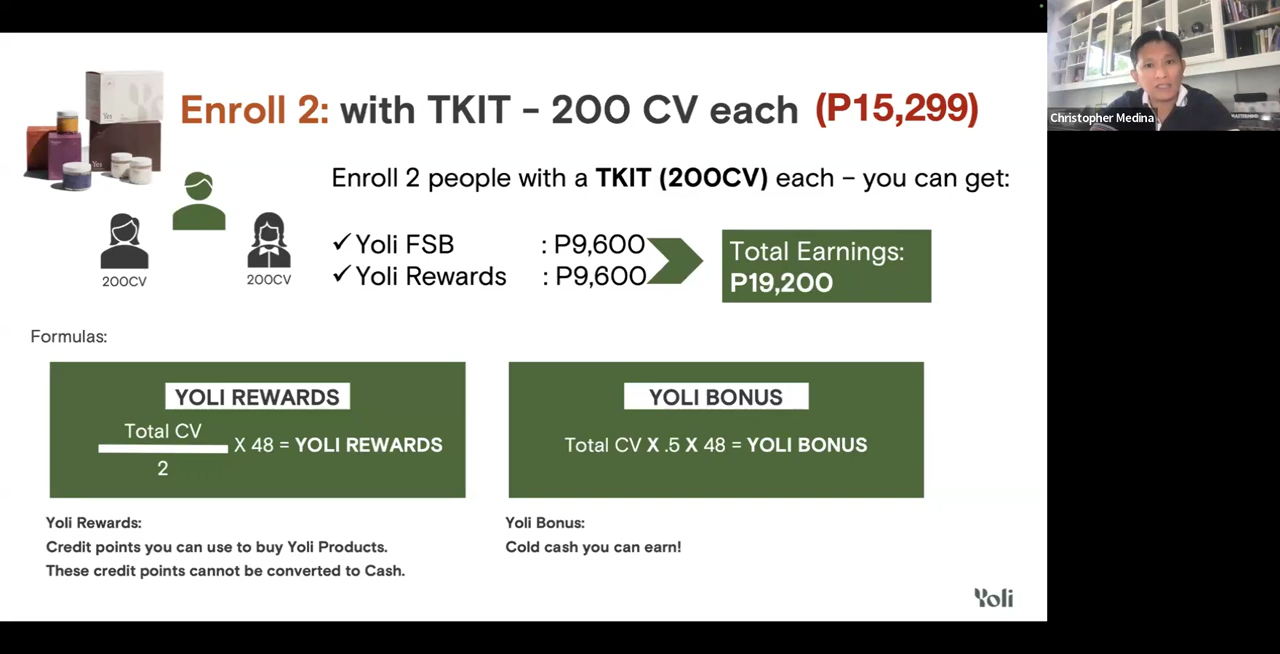 Enroll 2: with TKIT – 200 CV each (P15,299)
Christopher Medina
Enroll 2 people with a TKIT (200CV) each – you can get:
✓ Yoli FSB : P9,600
✓ Yoli Rewards : P9,600
Total Earnings:
P19,200
200CV
200CV
Formulas:
YOLI REWARDS
Total CV
2
X 48 = YOLI REWARDS
YOLI BONUS
Total CV X .5 X 48 = YOLI BONUS
Yoli Rewards:
Credit points you can use to buy Yoli Products.
These credit points cannot be converted to Cash.
Yoli Bonus:
Cold cash you can earn!
Yoli